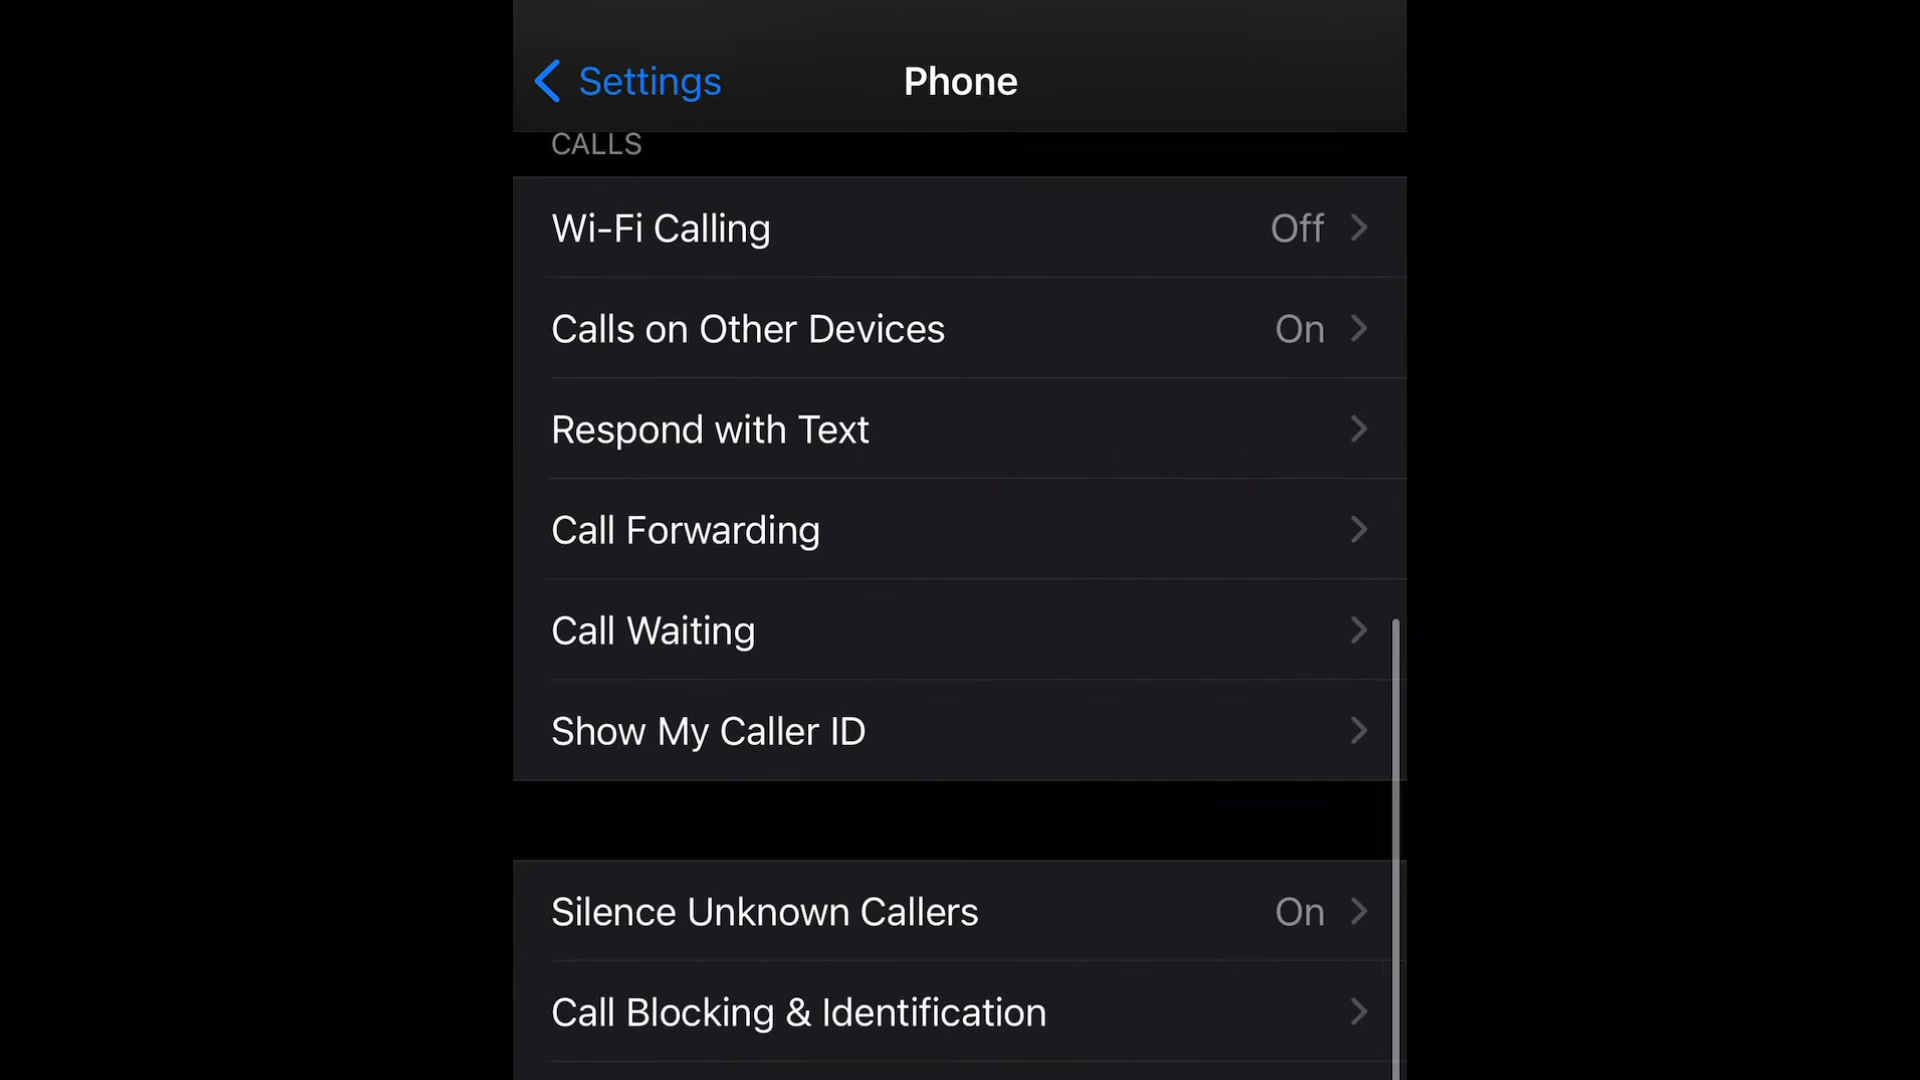 Settings
Phone
CALLS
Wi-Fi Calling Off
Calls on Other Devices On
Respond with Text
Call Forwarding
Call Waiting
Show My Caller ID
Silence Unknown Callers On
Call Blocking & Identification